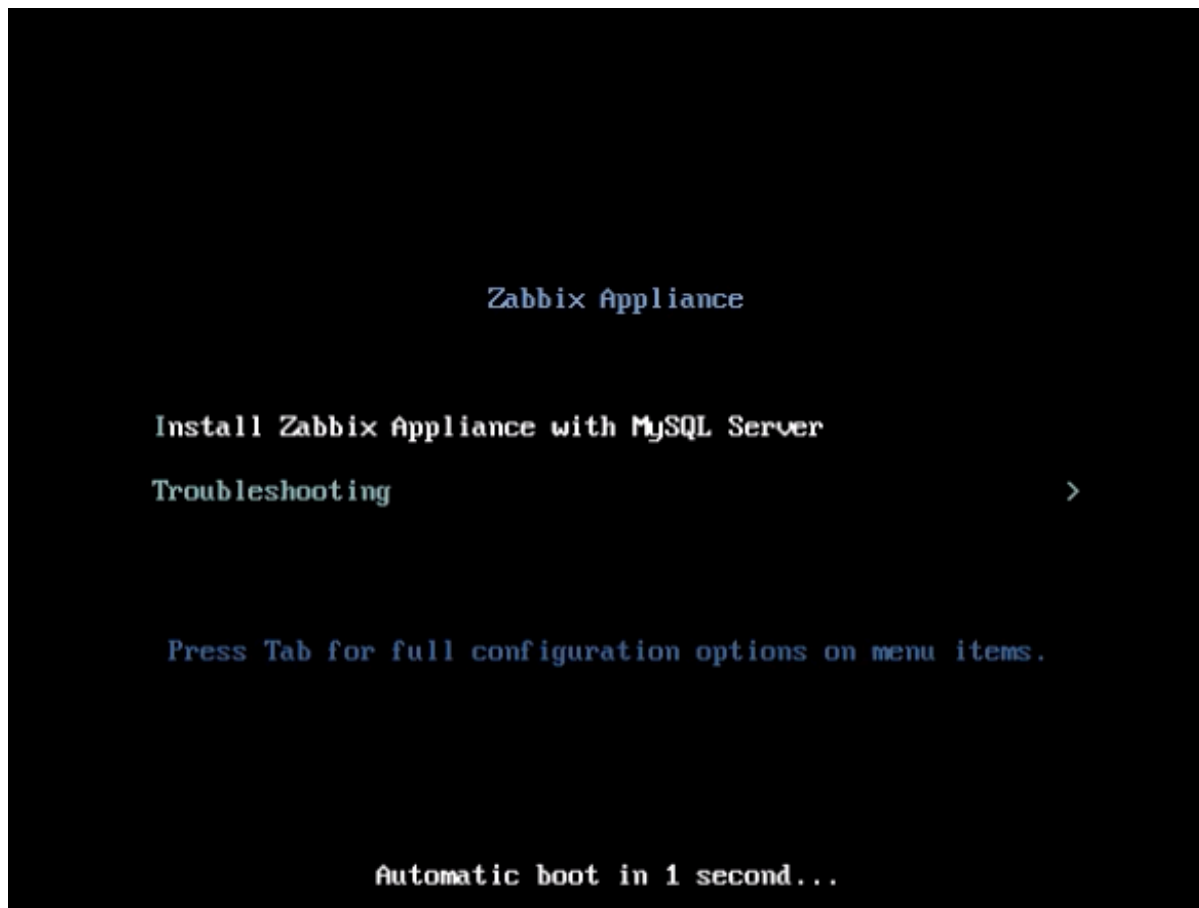 Zabbix Appliance
Install Zabbix Appliance with MySQL Server
Troubleshooting >
Press Tab for full configuration options on menu items.
Automatic boot in 1 second...